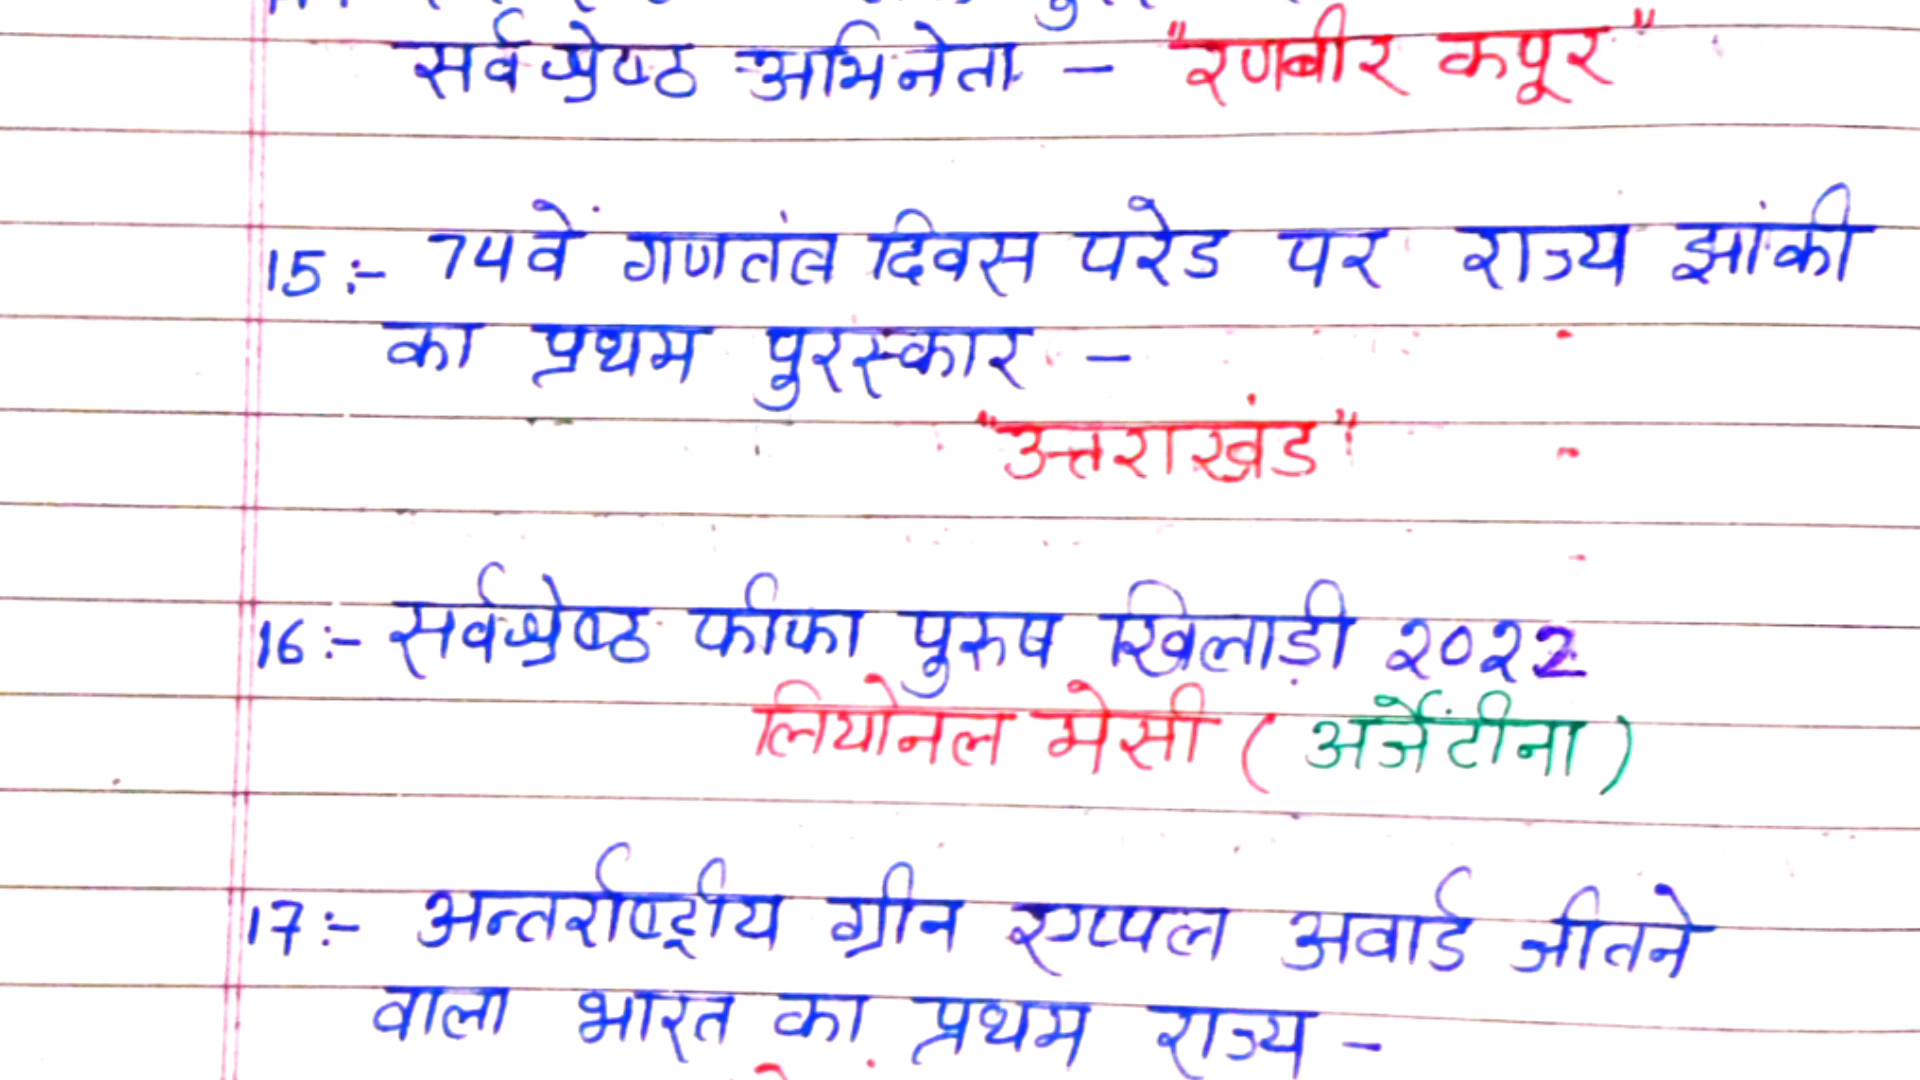 सर्वश्रेष्ठ अभिनेता - "रणबीर कपूर"
15:- 74वें गणतंत्र दिवस परेड पर राज्य झांकी
का प्रथम पुरस्कार -
"उत्तराखंड"
16:- सर्वश्रेष्ठ फीफा पुरुष खिलाड़ी २०२२
लियोनल मेसी ( अर्जेंटीना )
17:- अन्तर्राष्ट्रीय ग्रीन एप्पल अवार्ड जीतने
वाला भारत का प्रथम राज्य -